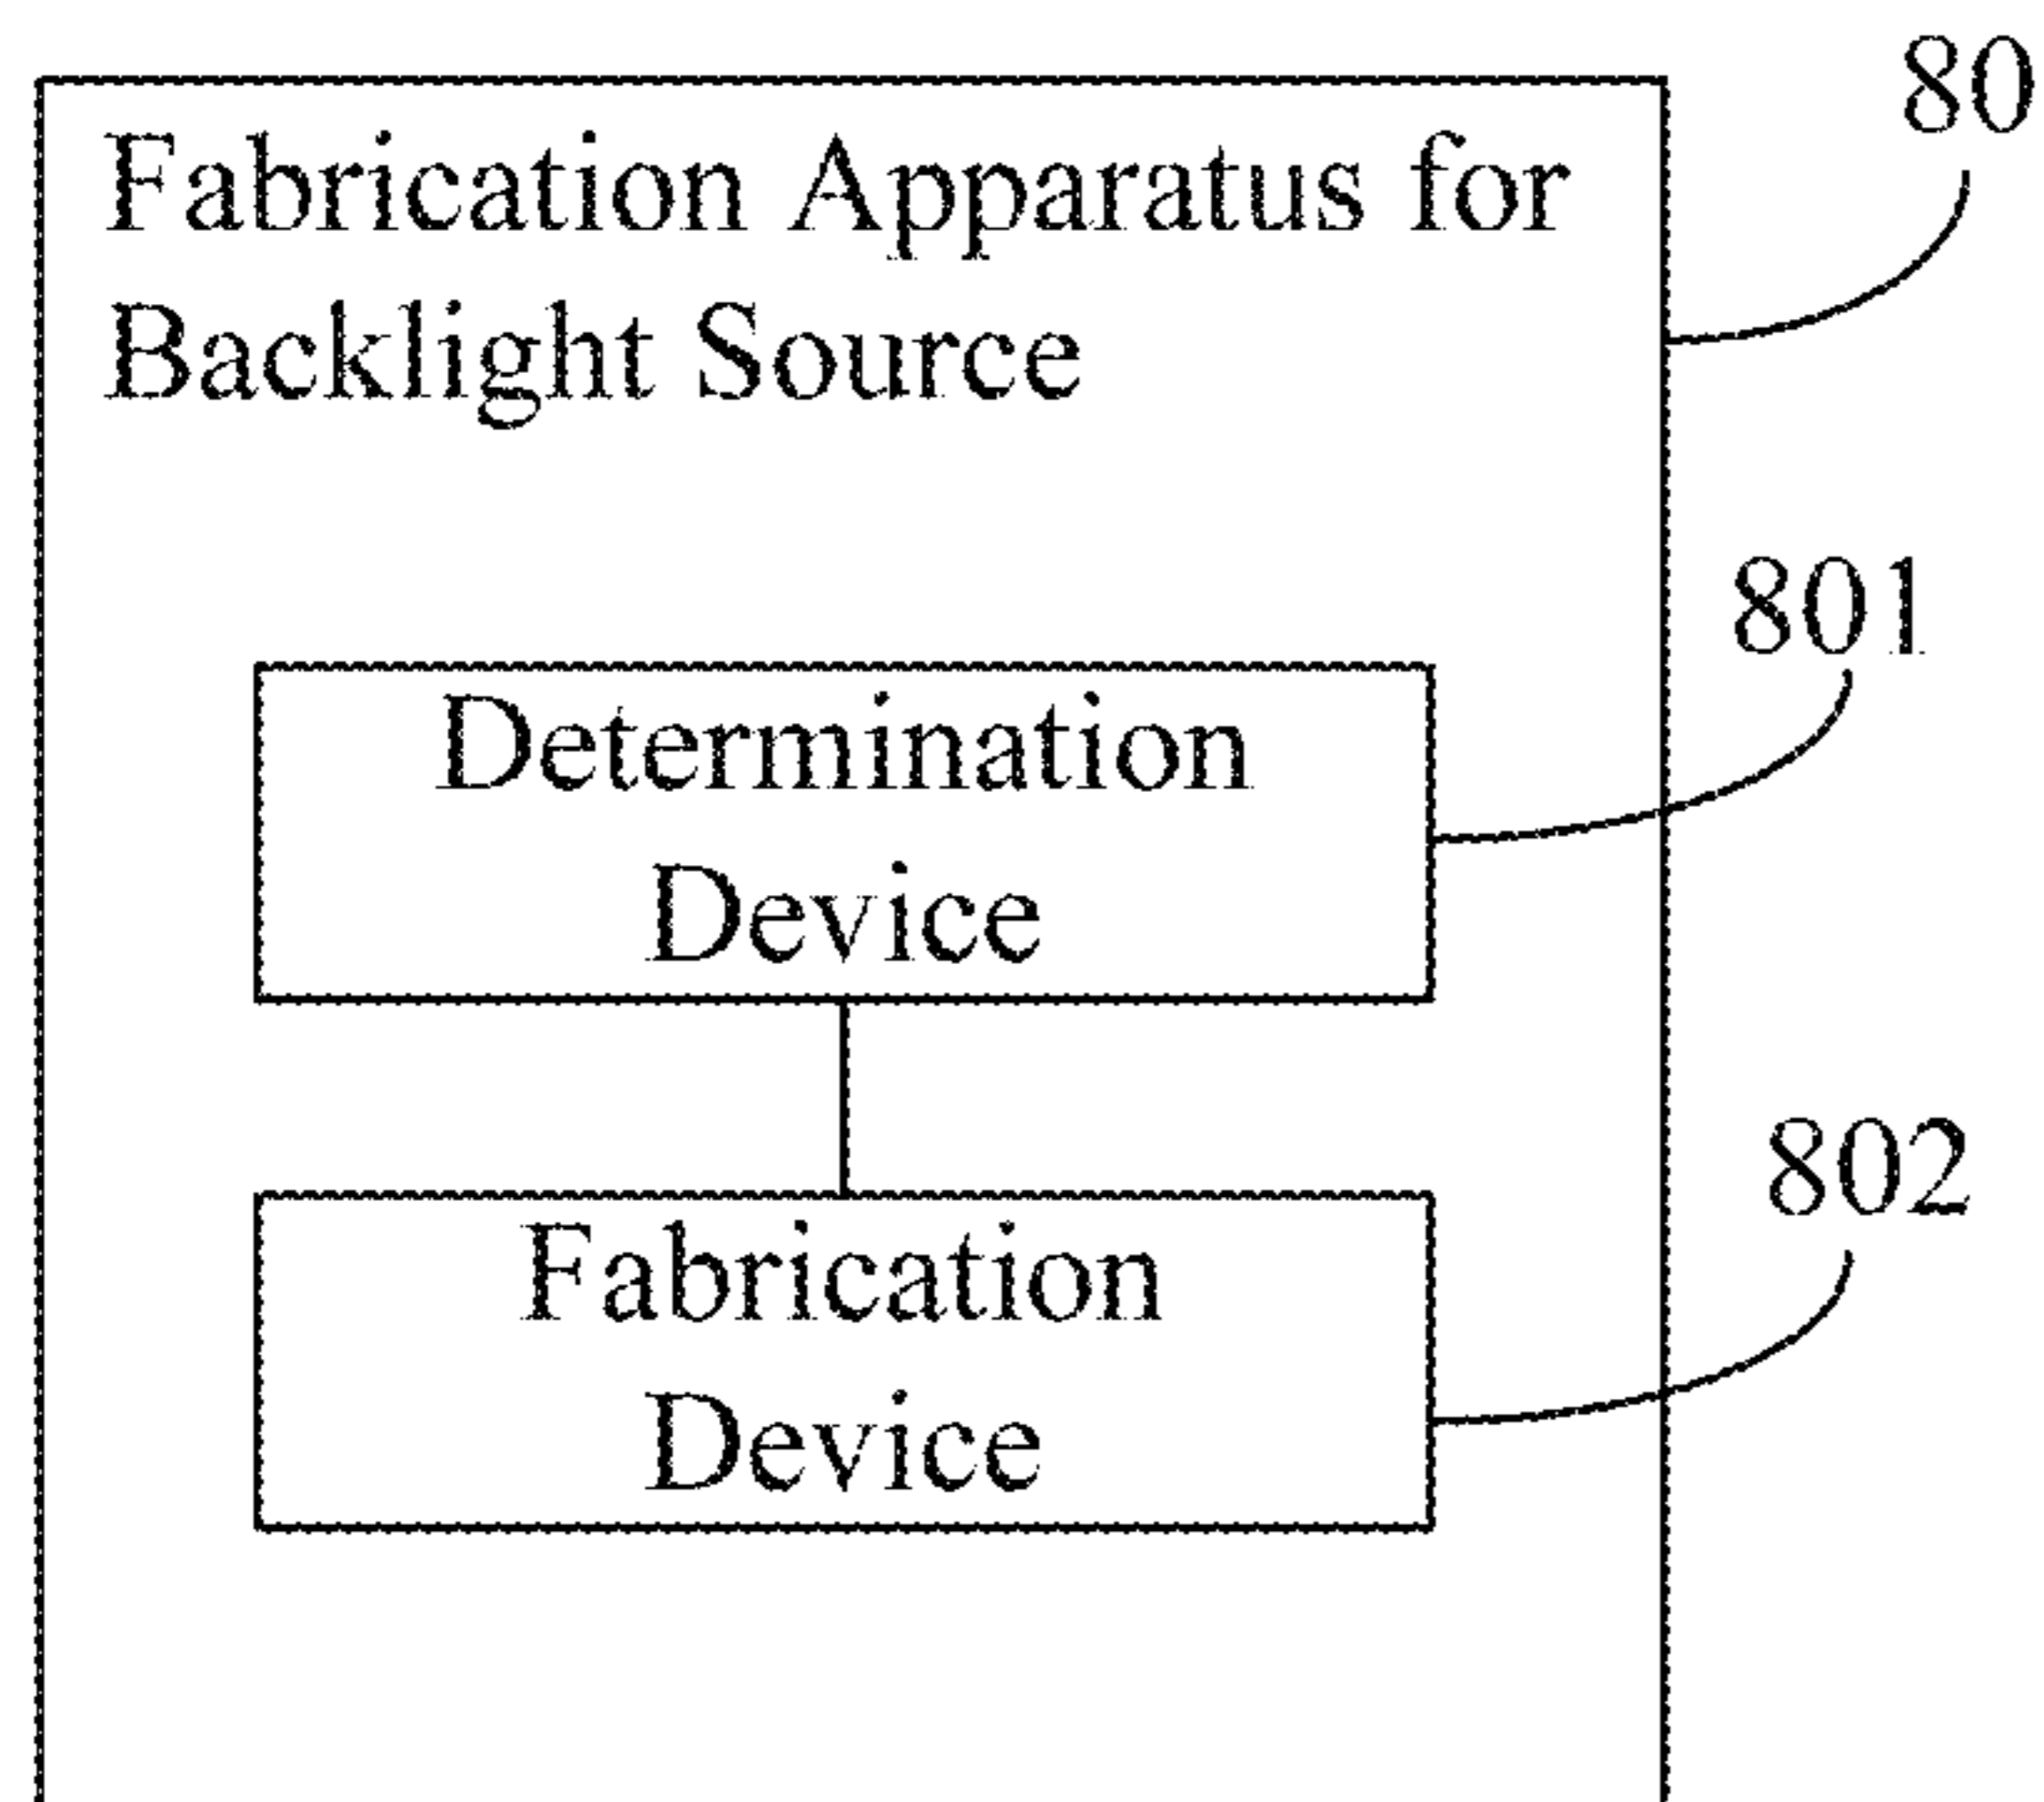 80
Fabrication Apparatus for
Backlight Source
801
Determination
Device
802
Fabrication
Device